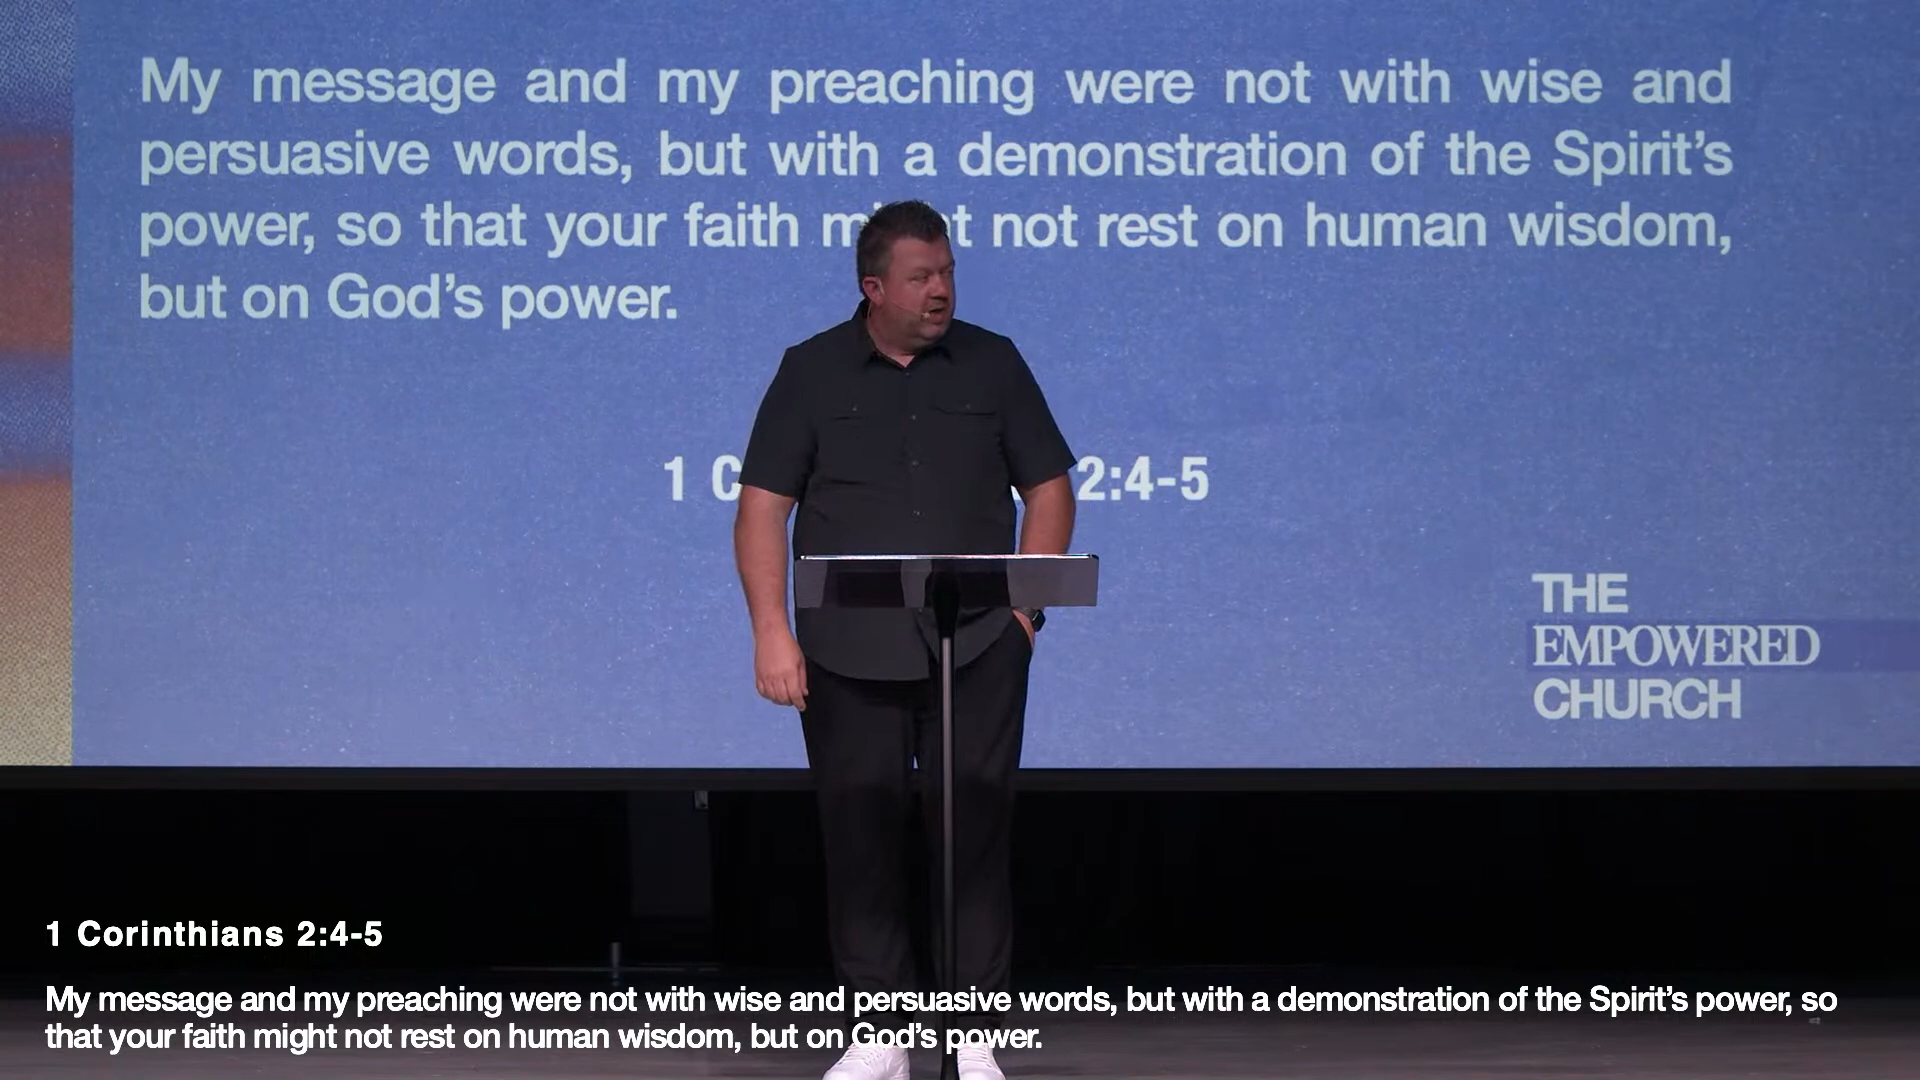 My message and my preaching were not with wise and
persuasive words, but with a demonstration of the Spirit's
power, so that your faith not rest on human wisdom,
but on God's power.
1 2:4-5
THE
EMPOWERED
CHURCH
1 Corinthians 2:4-5
My message and my preaching were not with wise and persuasive words, but with a demonstration of the Spirit's power, so
that your faith might not rest on human wisdom, but on God's power.